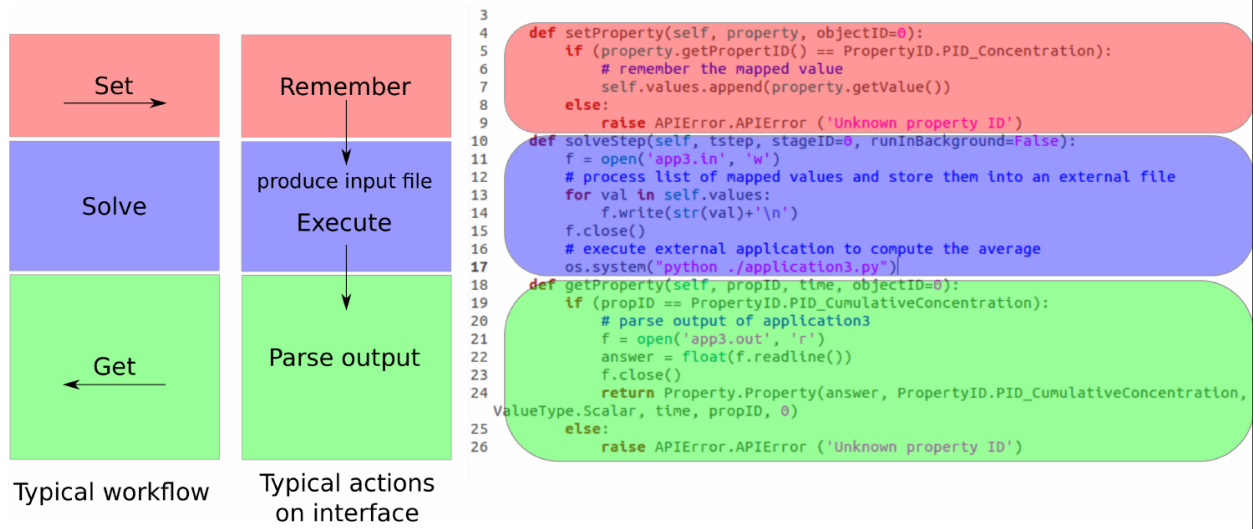 Set
Solve
Get
Typical workflow
Remember
produce input file
Execute
Parse output
Typical actions
on interface
3
4 def setProperty(self, property, objectID=0):
5 if (property.getPropertID() == PropertyID.PID_Concentration):
6 # remember the mapped value
7 self.values.append(property.getValue())
8 else:
9 raise APIError.APIError ('Unknown property ID')
10 def solveStep(self, tstep, stageID=0, runInBackground=False):
11 f = open('app3.in', 'w')
12 # process list of mapped values and store them into an external file
13 for val in self.values:
14 f.write(str(val)+'\n')
15 f.close()
16 # execute external application to compute the average
17 os.system("python ./application3.py")
18 def getProperty(self, propID, time, objectID=0):
19 if (propID == PropertyID.PID_CumulativeConcentration):
20 # parse output of application3
21 f = open('app3.out', 'r')
22 answer = float(f.readline())
23 f.close()
24 return Property.Property(answer, PropertyID.PID_CumulativeConcentration,
ValueType.Scalar, time, propID, 0)
25 else:
26 raise APIError.APIError ('Unknown property ID')